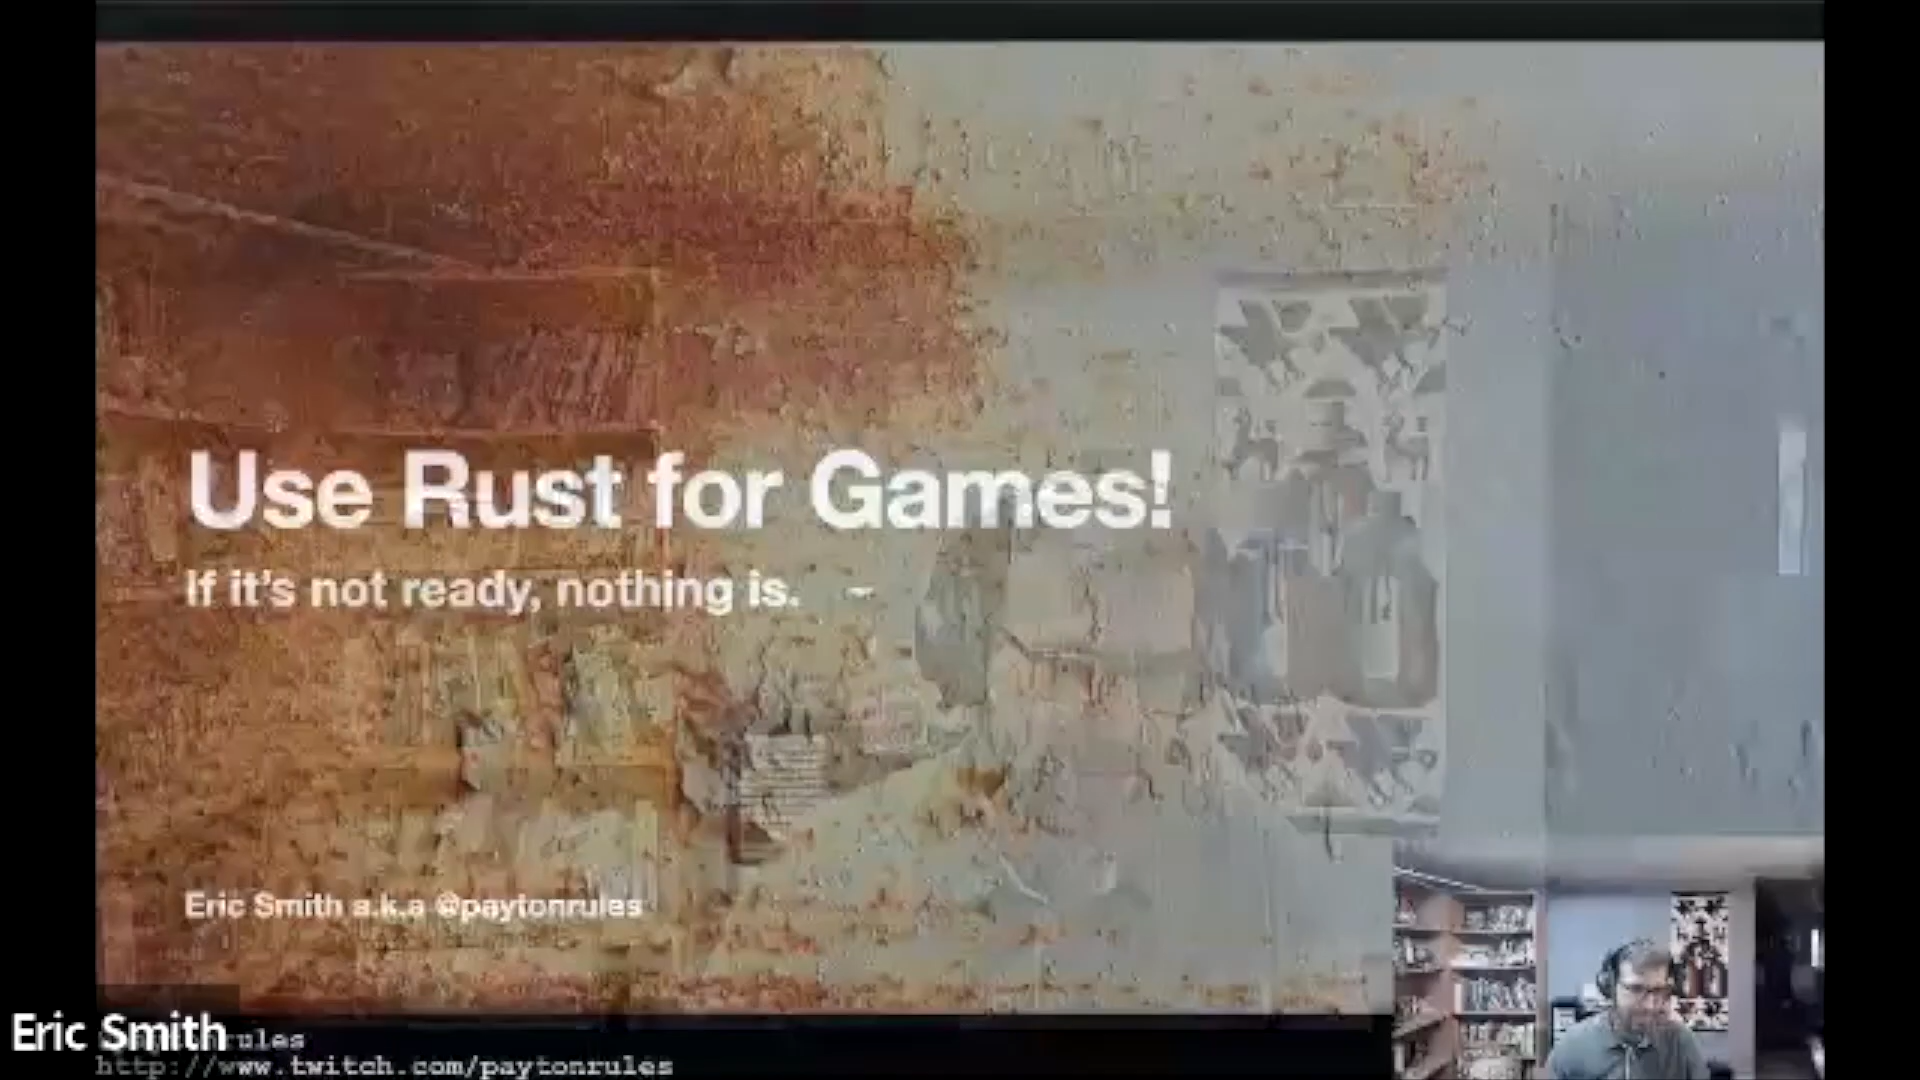 Use Rust for Games!
If it's not ready, nothing is.
Eric Smith a.k.a @paytonrules
Eric Smith
rules
http://www.twitch.com/paytonrules